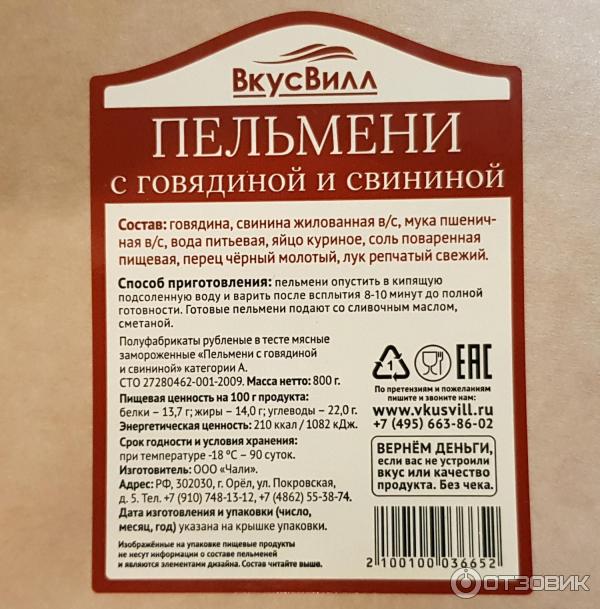 ВкусВилл
ПЕЛЬМЕНИ
С ГОВЯДИНОЙ И СВИНИНОЙ
Состав: говядина, свинина жилованная в/с, мука пшенич-
ная в/с, вода питьевая, яйцо куриное, соль поваренная
пищевая, перец чёрный молотый, лук репчатый свежий.
Способ приготовления: пельмени опустить в кипящую
подсоленную воду и варить после всплытия 8-10 минут до полной
готовности. Готовые пельмени подают со сливочным маслом,
сметаной.
Полуфабрикаты рубленые в тесте мясные
замороженные «Пельмени с говядиной
и свининой» категории А.
СТО 27280462-001-2009. Масса нетто: 800 г.
Пищевая ценность на 100 г продукта:
белки – 13,7 г; жиры – 14,0 г; углеводы – 22,0 г.
Энергетическая ценность: 210 ккал / 1082 кДж.
Срок годности и условия хранения:
при температуре -18 °С – 90 суток.
Изготовитель: ООО «Чали».
Адрес: РФ, 302030, г. Орёл, ул. Покровская,
д. 5. Тел. +7 (910) 748-13-12, +7 (4862) 55-38-74.
Дата изготовления и упаковки (число,
месяц, год) указана на крышке упаковки.
Изображённые на упаковке пищевые продукты
не несут информации о составе пельменей
и являются элементами дизайна. Состав читайте выше.
1
EAC
По претензиям и пожеланиям
пишите и звоните нам:
www.vkusvill.ru
+7 (495) 663-86-02
ВЕРНЁМ ДЕНЬГИ,
если вас не устроили
вкус или качество
продукта. Без чека.
2100100036652
ОТЗОВИК